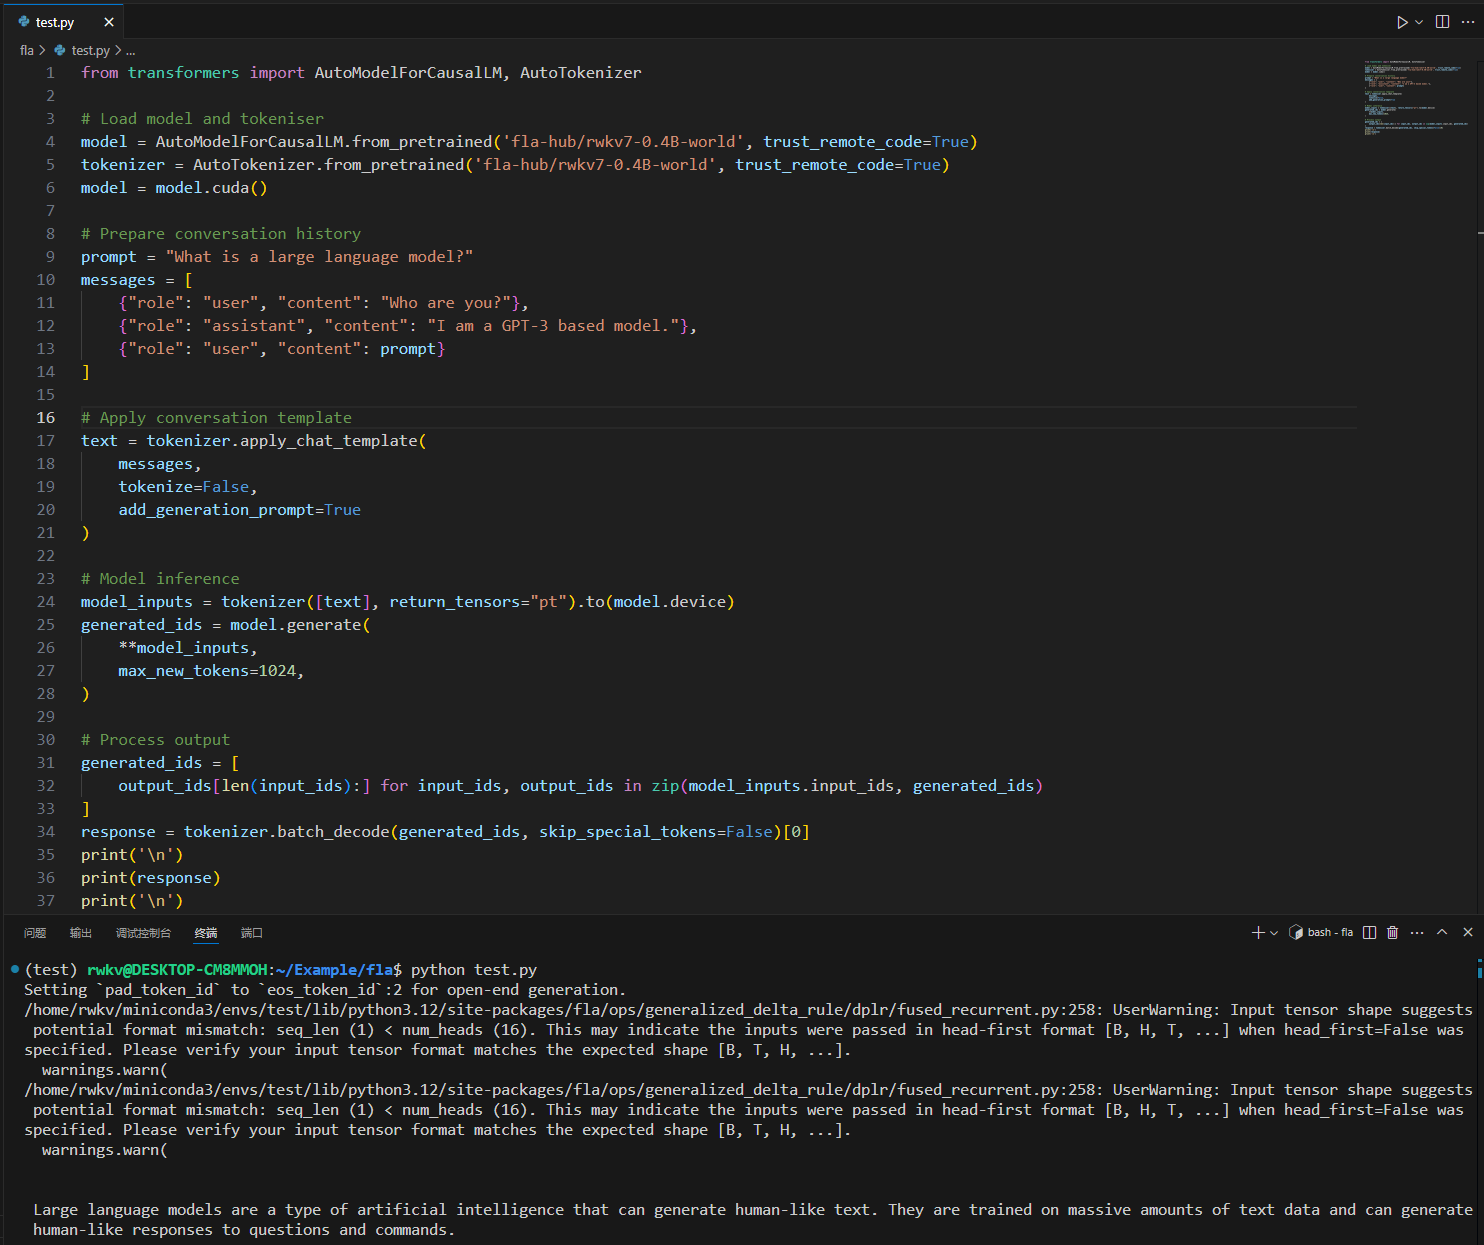 test.py
fla > test.py > ...
1 from transformers import AutoModelForCausalLM, AutoTokenizer
2
3 # Load model and tokeniser
4 model = AutoModelForCausalLM.from_pretrained('fla-hub/rwkv7-0.4B-world', trust_remote_code=True)
5 tokenizer = AutoTokenizer.from_pretrained('fla-hub/rwkv7-0.4B-world', trust_remote_code=True)
6 model = model.cuda()
7
8 # Prepare conversation history
9 prompt = "What is a large language model?"
10 messages = [
11     {"role": "user", "content": "Who are you?"},
12     {"role": "assistant", "content": "I am a GPT-3 based model."},
13     {"role": "user", "content": prompt}
14 ]
15
16 # Apply conversation template
17 text = tokenizer.apply_chat_template(
18     messages,
19     tokenize=False,
20     add_generation_prompt=True
21 )
22
23 # Model inference
24 model_inputs = tokenizer([text], return_tensors="pt").to(model.device)
25 generated_ids = model.generate(
26     **model_inputs,
27     max_new_tokens=1024,
28 )
29
30 # Process output
31 generated_ids = [
32     output_ids[len(input_ids):] for input_ids, output_ids in zip(model_inputs.input_ids, generated_ids)
33 ]
34 response = tokenizer.batch_decode(generated_ids, skip_special_tokens=False)[0]
35 print('\n')
36 print(response)
37 print('\n')
问题 输出 调试控制台 终端 端口 bash - fla
(test) rwkv@DESKTOP-CM8MMOH:~/Example/fla$ python test.py
Setting `pad_token_id` to `eos_token_id`:2 for open-end generation.
/home/rwkv/miniconda3/envs/test/lib/python3.12/site-packages/fla/ops/generalized_delta_rule/dplr/fused_recurrent.py:258: UserWarning: Input tensor shape suggests
potential format mismatch: seq_len (1) < num_heads (16). This may indicate the inputs were passed in head-first format [B, H, T, ...] when head_first=False was
specified. Please verify your input tensor format matches the expected shape [B, T, H, ...].
warnings.warn(
/home/rwkv/miniconda3/envs/test/lib/python3.12/site-packages/fla/ops/generalized_delta_rule/dplr/fused_recurrent.py:258: UserWarning: Input tensor shape suggests
potential format mismatch: seq_len (1) < num_heads (16). This may indicate the inputs were passed in head-first format [B, H, T, ...] when head_first=False was
specified. Please verify your input tensor format matches the expected shape [B, T, H, ...].
warnings.warn(
Large language models are a type of artificial intelligence that can generate human-like text. They are trained on massive amounts of text data and can generate
human-like responses to questions and commands.